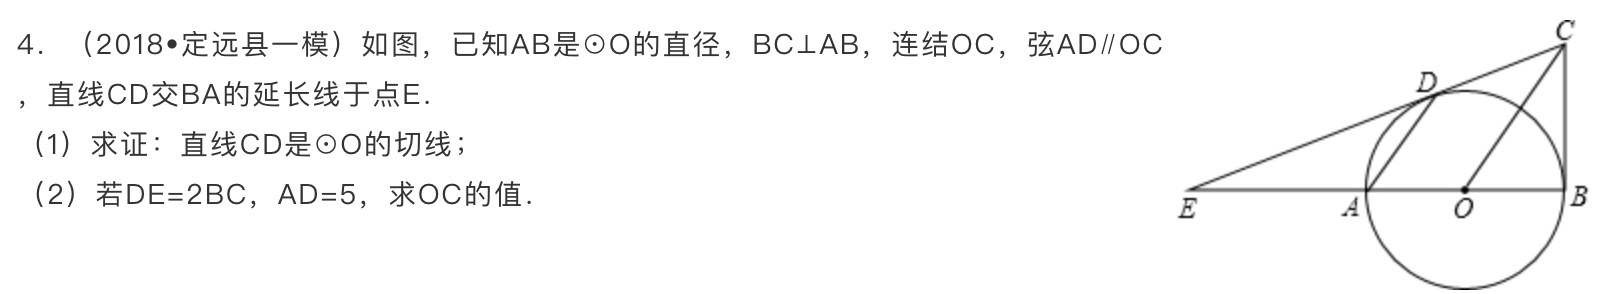 4. （2018•定远县一模）如图，已知AB是⊙O的直径，BC⊥AB，连结OC，弦AD∥OC
，直线CD交BA的延长线于点E.
（1）求证：直线CD是⊙O的切线；
（2）若DE=2BC，AD=5，求OC的值.
C
D
E
A
O
B